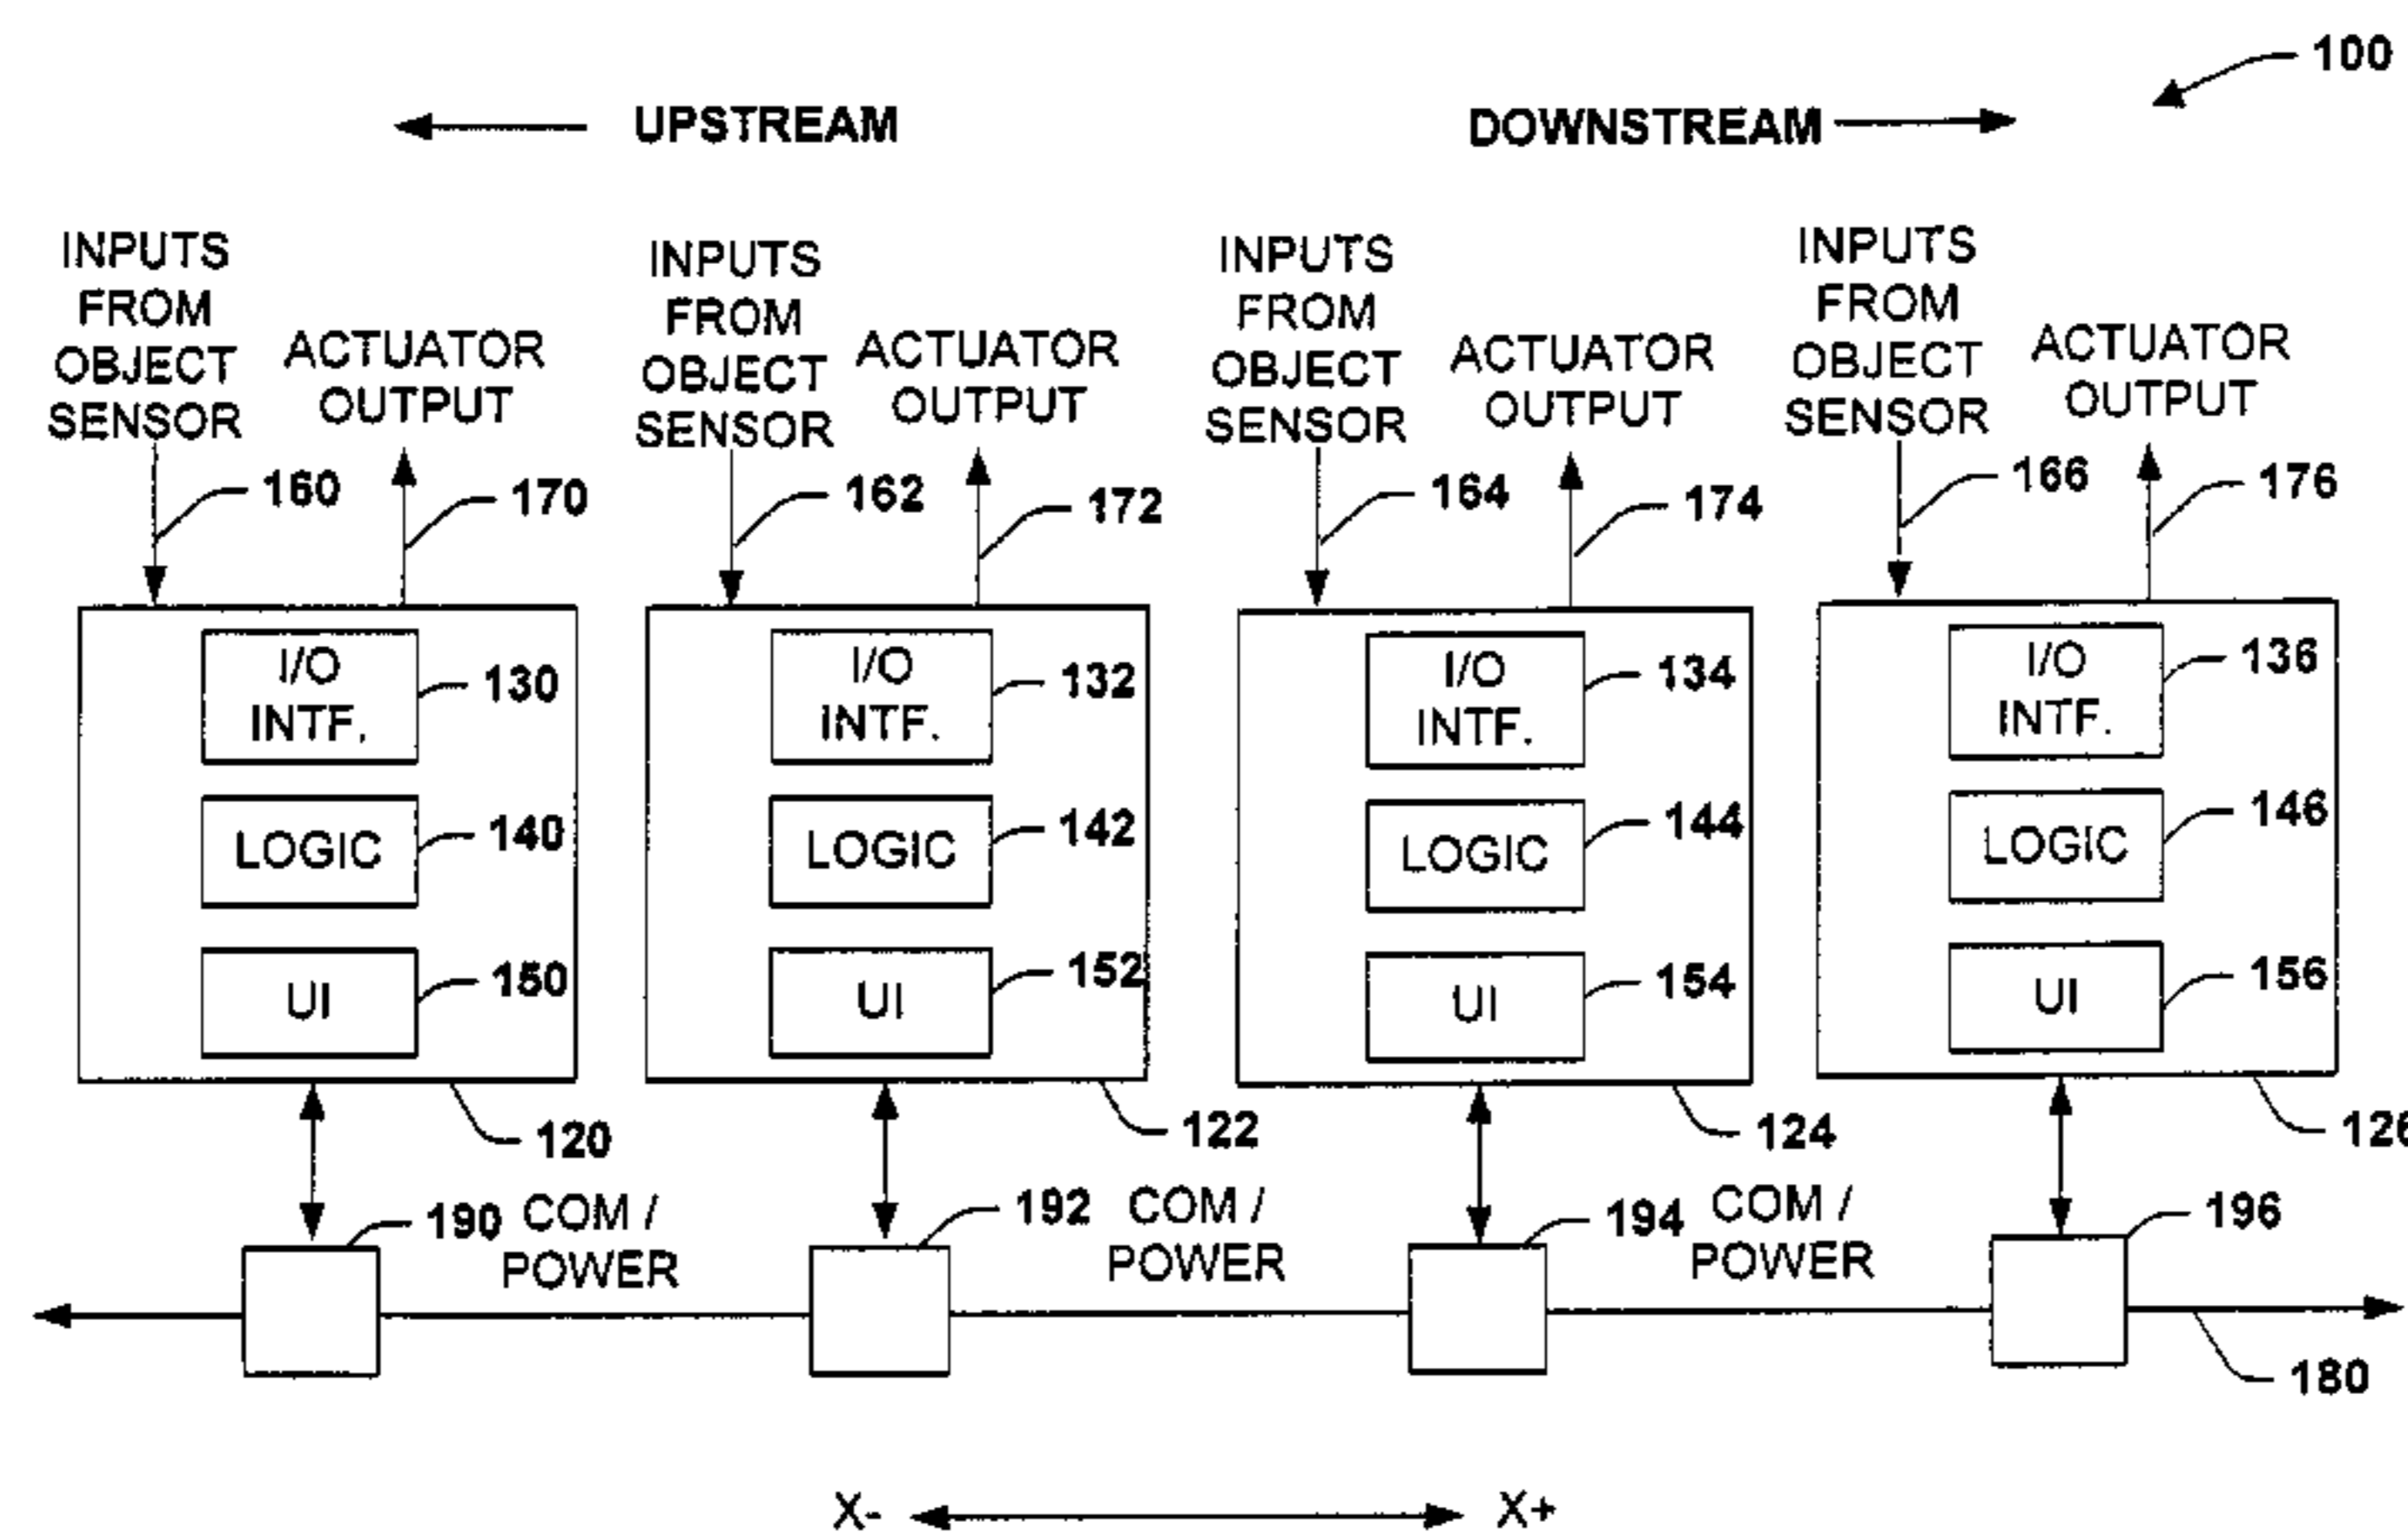 100
UPSTREAM
DOWNSTREAM
INPUTS
FROM
OBJECT
SENSOR
ACTUATOR
OUTPUT
INPUTS
FROM
OBJECT
SENSOR
ACTUATOR
OUTPUT
INPUTS
FROM
OBJECT
SENSOR
ACTUATOR
OUTPUT
INPUTS
FROM
OBJECT
SENSOR
ACTUATOR
OUTPUT
160
170
162
172
164
174
166
176
I/O
INTF.
130
I/O
INTF.
132
I/O
INTF.
134
I/O
INTF.
136
LOGIC
140
LOGIC
142
LOGIC
144
LOGIC
146
UI
150
UI
152
UI
154
UI
156
120
122
124
126
190
COM /
POWER
192
COM /
POWER
194
COM /
POWER
196
180
X-
X+